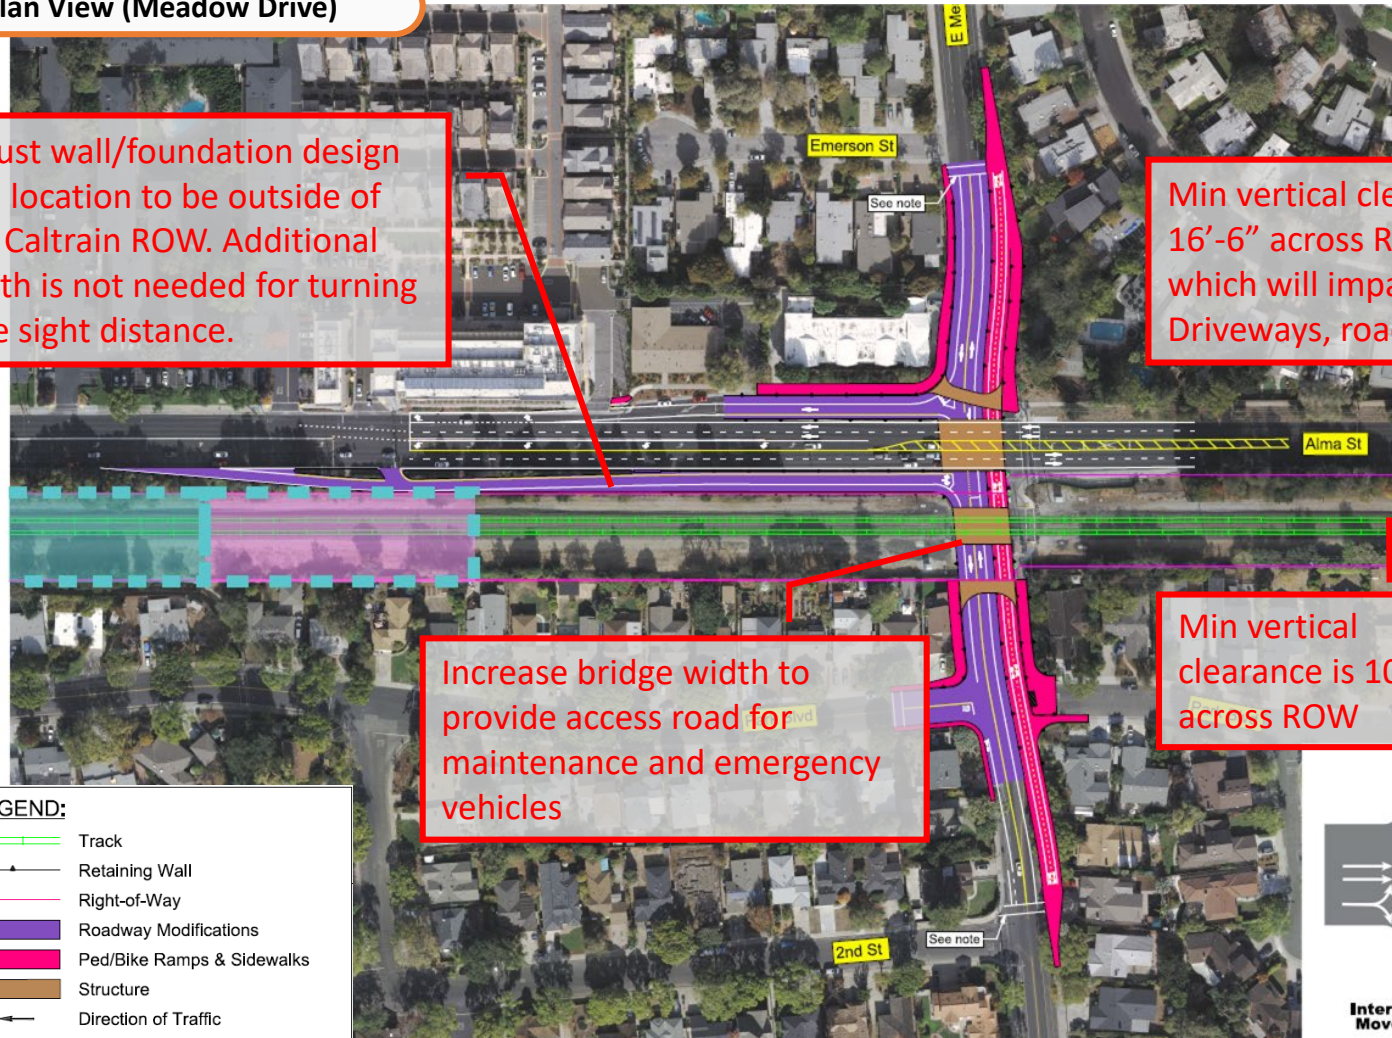 lan View (Meadow Drive)
E Me
Emerson St
See note
ust wall/foundation design
location to be outside of
Caltrain ROW. Additional
th is not needed for turning
e sight distance.
Min vertical cle
16’-6” across R
which will impa
Driveways, roa
Alma St
Increase bridge width to
provide access road for
maintenance and emergency
vehicles
lvd
Min vertical
clearance is 10
across ROW
GEND:
Track
Retaining Wall
Right-of-Way
Roadway Modifications
Ped/Bike Ramps & Sidewalks
Structure
Direction of Traffic
2nd St
See note
Inter
Mov